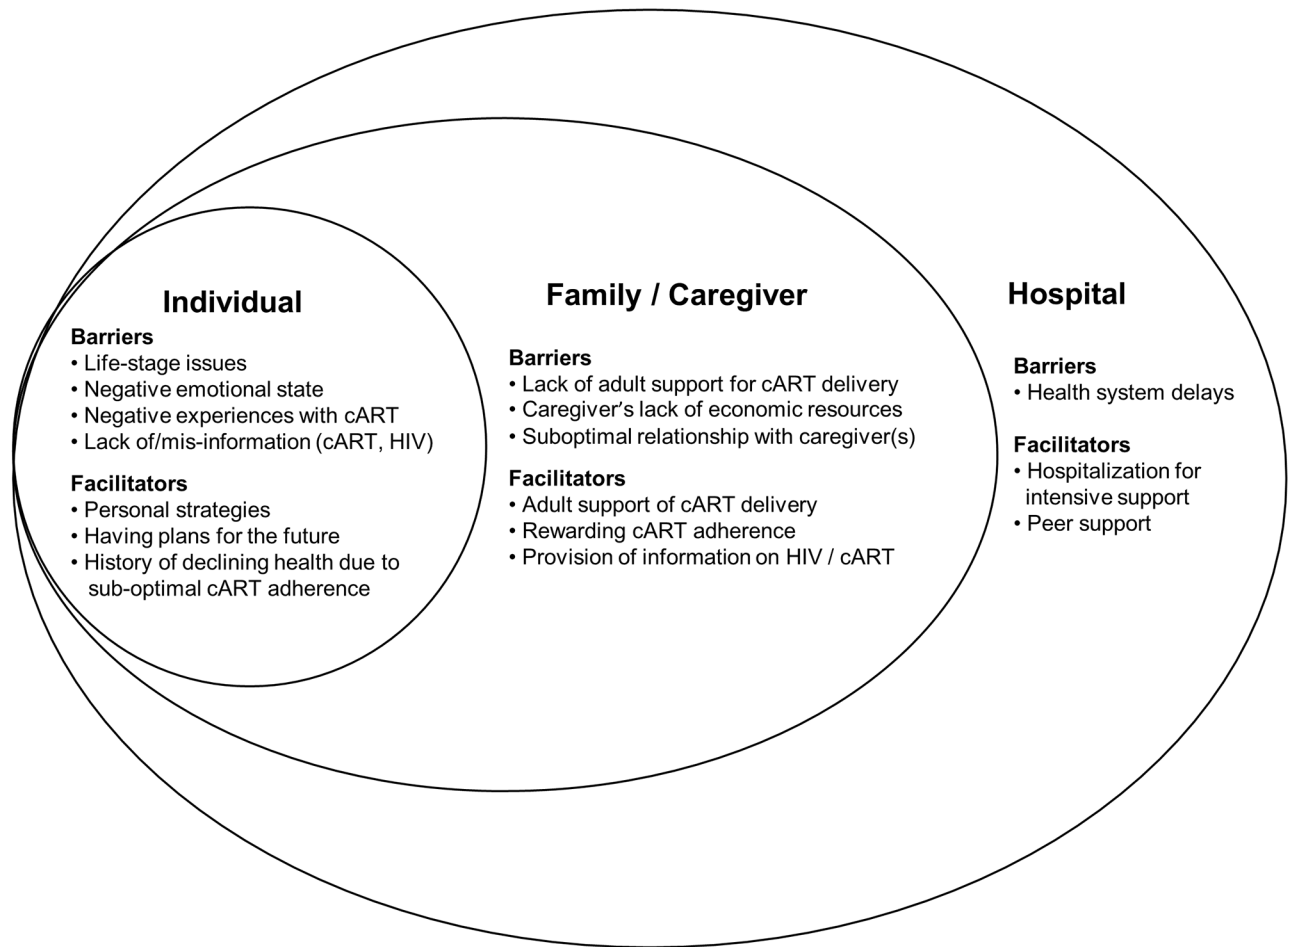 Individual
Barriers
• Life-stage issues
• Negative emotional state
• Negative experiences with cART
• Lack of/mis-information (cART, HIV)
Facilitators
• Personal strategies
• Having plans for the future
• History of declining health due to
sub-optimal cART adherence
Family / Caregiver
Barriers
• Lack of adult support for cART delivery
• Caregiver's lack of economic resources
• Suboptimal relationship with caregiver(s)
Facilitators
• Adult support of cART delivery
• Rewarding cART adherence
• Provision of information on HIV / cART
Hospital
Barriers
• Health system delays
Facilitators
• Hospitalization for
intensive support
• Peer support